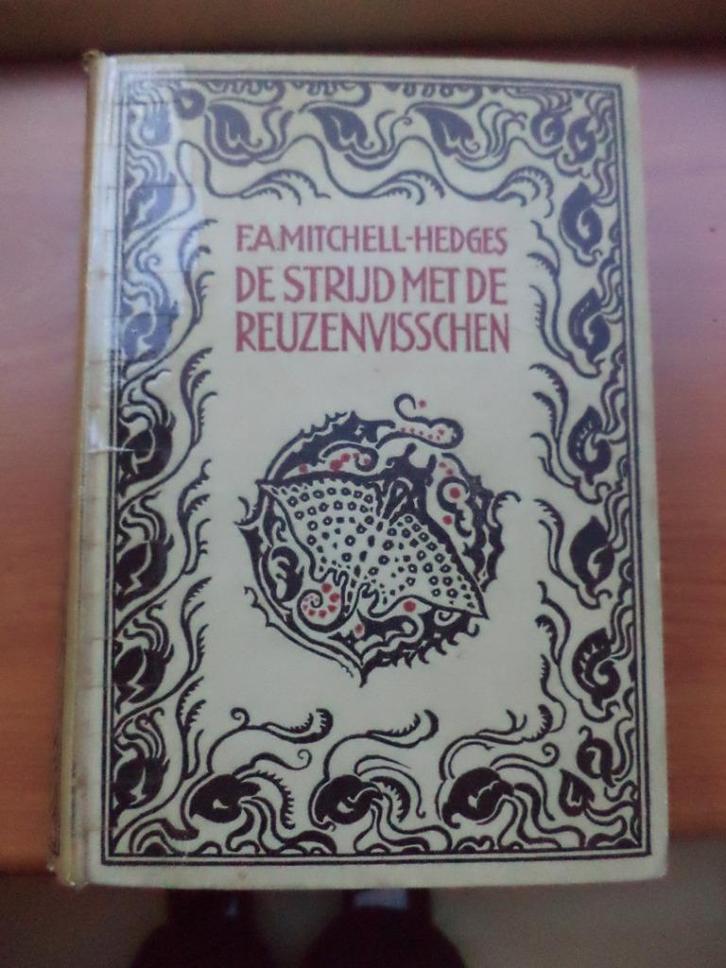 F.A.MITCHELL-HEDGES
DE STRIJD MET DE
REUZENVISSCHEN